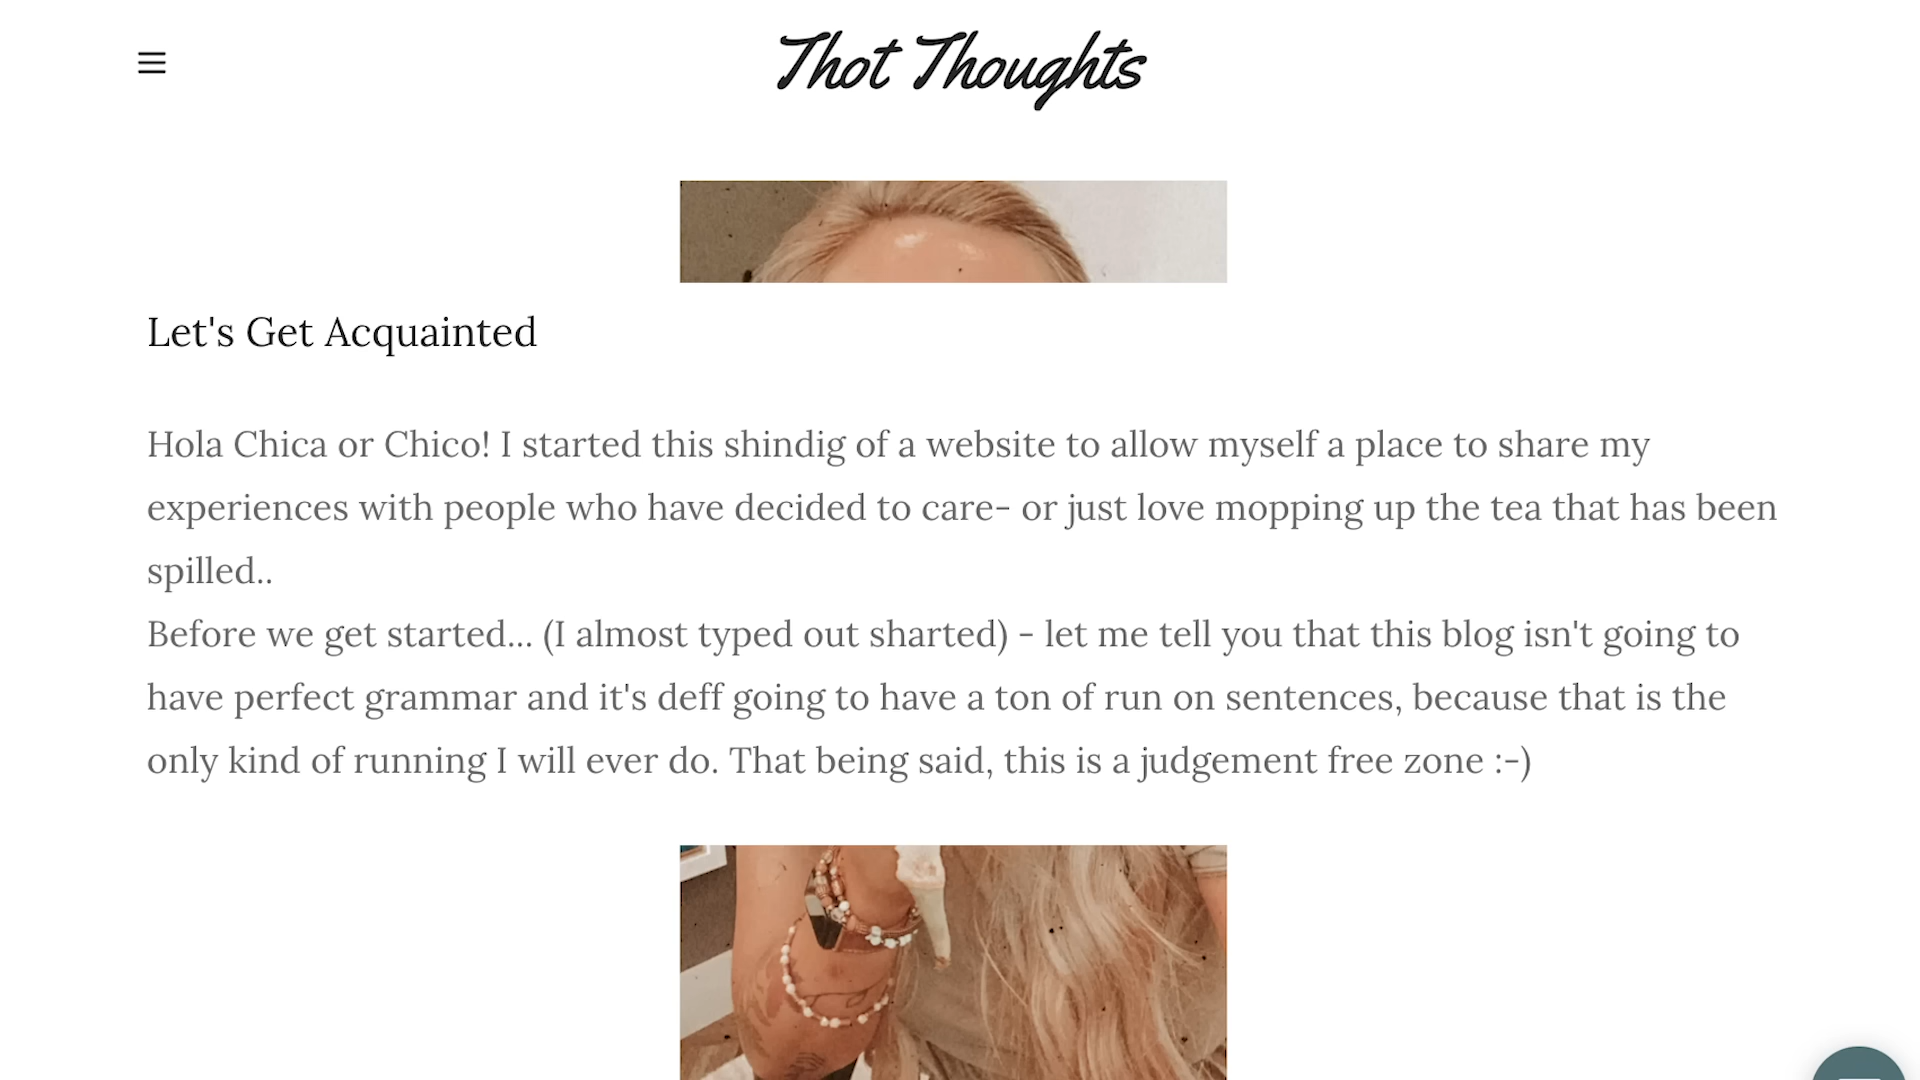 Thot Thoughts
Let's Get Acquainted
Hola Chica or Chico! I started this shindig of a website to allow myself a place to share my
experiences with people who have decided to care- or just love mopping up the tea that has been
spilled..
Before we get started... (I almost typed out sharted) - let me tell you that this blog isn't going to
have perfect grammar and it's deff going to have a ton of run on sentences, because that is the
only kind of running I will ever do. That being said, this is a judgement free zone :-)